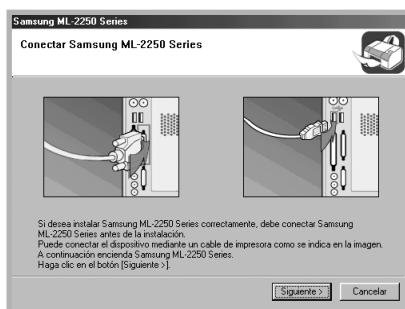 Samsung ML-2250 Series
Conectar Samsung ML-2250 Series
Si desea instalar Samsung ML-2250 Series correctamente, debe conectar Samsung
ML-2250 Series antes de la instalación.
Puede conectar el dispositivo mediante un cable de impresora como se indica en la imagen.
A continuación encienda Samsung ML-2250 Series.
Haga clic en el botón [Siguiente >].
Siguiente >
Cancelar